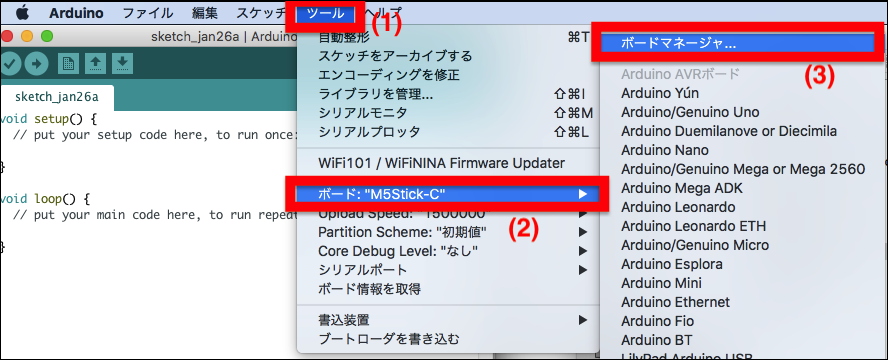 Arduino ファイル 編集 スケッチ ツール ヘルプ
(1)
sketch_jan26a | Arduino
sketch_jan26a
void setup() {
// put your setup code here, to run once:
}
void loop() {
// put your main code here, to run repeat
}
自動整形 ⌘T
スケッチをアーカイブする
エンコーディングを修正
ライブラリを管理... ⇧⌘I
シリアルモニタ ⇧⌘M
シリアルプロッタ ⇧⌘L
WiFi101 / WiFiNINA Firmware Updater
ボード: "M5Stick-C"
(2)
Upload Speed: "1500000"
Partition Scheme: "初期値"
Core Debug Level: "なし"
シリアルポート
ボード情報を取得
書込装置
ブートローダを書き込む
ボードマネージャ...
(3)
Arduino AVRボード
Arduino Yún
Arduino/Genuino Uno
Arduino Duemilanove or Diecimila
Arduino Nano
Arduino/Genuino Mega or Mega 2560
Arduino Mega ADK
Arduino Leonardo
Arduino Leonardo ETH
Arduino/Genuino Micro
Arduino Esplora
Arduino Mini
Arduino Ethernet
Arduino Fio
Arduino BT
LilyPad Arduino USB